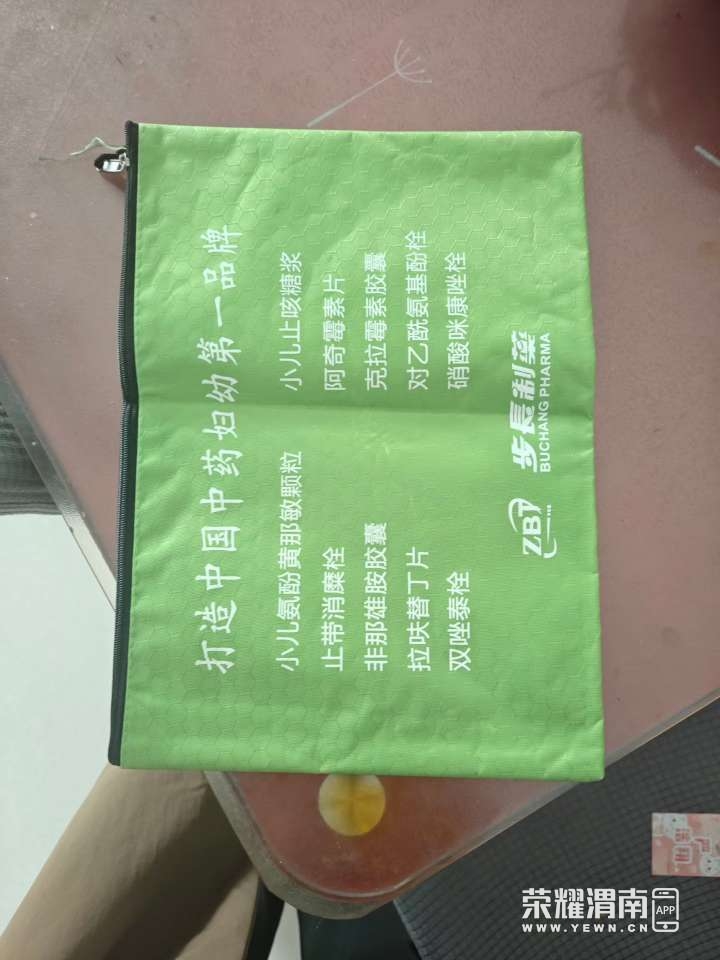 打造中国中药妇幼第一品牌
小儿氨酚黄那敏颗粒 小儿止咳糖浆
止带消糜栓 阿奇霉素片
非那雄胺胶囊 克拉霉素胶囊
拉呋替丁片 对乙酰氨基酚栓
双唑泰栓 硝酸咪康唑栓
ZBT 步長制藥
BUCHANG PHARMA
荣耀渭南 APP
WWW.YEWN.CN